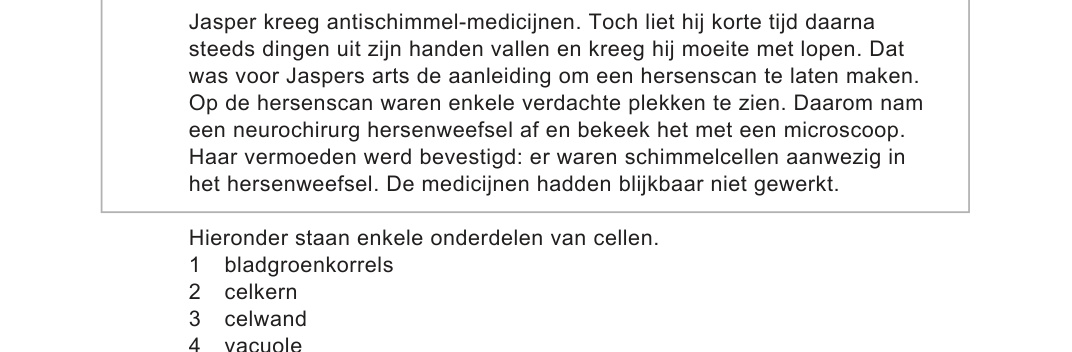 Jasper kreeg antischimmel-medicijnen. Toch liet hij korte tijd daarna
steeds dingen uit zijn handen vallen en kreeg hij moeite met lopen. Dat
was voor Jaspers arts de aanleiding om een hersenscan te laten maken.
Op de hersenscan waren enkele verdachte plekken te zien. Daarom nam
een neurochirurg hersenweefsel af en bekeek het met een microscoop.
Haar vermoeden werd bevestigd: er waren schimmelcellen aanwezig in
het hersenweefsel. De medicijnen hadden blijkbaar niet gewerkt.
Hieronder staan enkele onderdelen van cellen.
1 bladgroenkorrels
2 celkern
3 celwand
4 vacuole